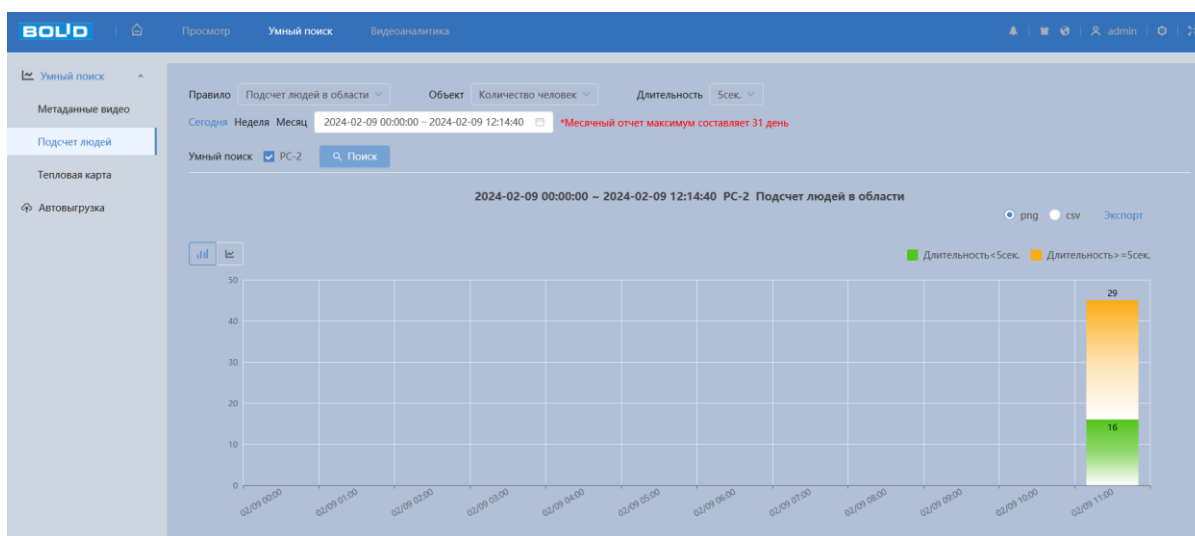 BOLID Просмотр Умный поиск Видеоаналитика admin
Умный поиск
Метаданные видео
Подсчет людей
Тепловая карта
Автовыгрузка
Правило Подсчет людей в области Объект Количество человек Длительность 5сек.
Сегодня Неделя Месяц 2024-02-09 00:00:00 ~ 2024-02-09 12:14:40 *Месячный отчет максимум составляет 31 день
Умный поиск PC-2 Поиск
2024-02-09 00:00:00 ~ 2024-02-09 12:14:40 PC-2 Подсчет людей в области
png csv Экспорт
Длительность<5сек. Длительность>=5сек.
50
40
30
20
10
0
29
16
02/09 00:00 02/09 01:00 02/09 02:00 02/09 03:00 02/09 04:00 02/09 05:00 02/09 06:00 02/09 07:00 02/09 08:00 02/09 09:00 02/09 10:00 02/09 11:00